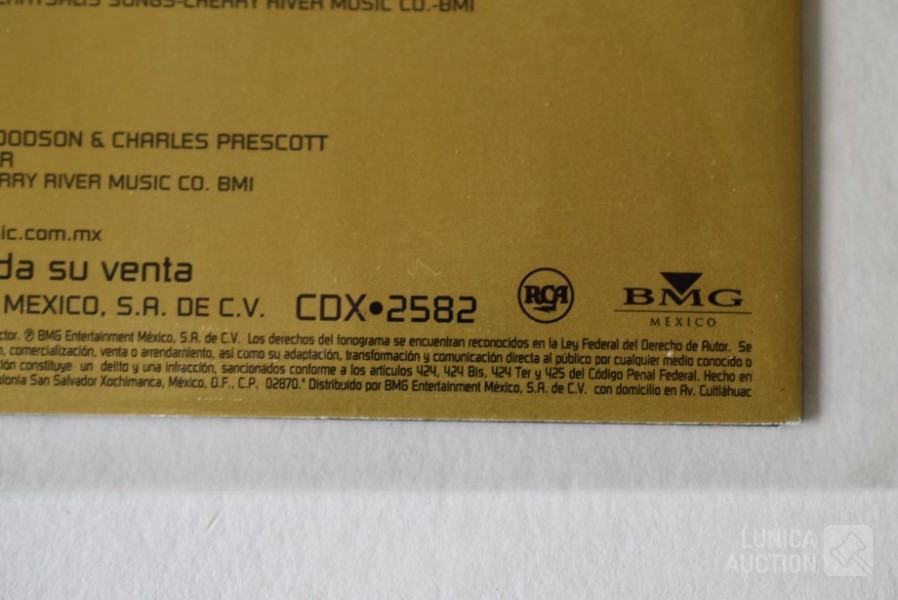 CHRYSALIS SONGS-CHERRY RIVER MUSIC CO.-BMI
OODSON & CHARLES PRESCOTT
R
RRY RIVER MUSIC CO. BMI
ic.com.mx
da su venta
MEXICO, S.A. DE C.V. CDX•2582
RCA
BMG
MEXICO
ctor. ℗ BMG Entertainment México, S.A. de C.V. Los derechos del fonograma se encuentran reconocidos en la Ley Federal del Derecho de Autor. Se
n, comercialización, venta o arrendamiento, así como su adaptación, transformación y comunicación directa al público por cualquier medio conocido o
ción constituye un delito y una infracción, sancionados conforme a los artículos 424, 424 Bis, 424 Ter y 425 del Código Penal Federal. Hecho en
olonia San Salvador Xochimanca, México, D.F., C.P. 02870." Distribuido por BMG Entertainment México, S.A. de C.V. con domicilio en Av. Cuitláhuac
LUNICA
AUCTION